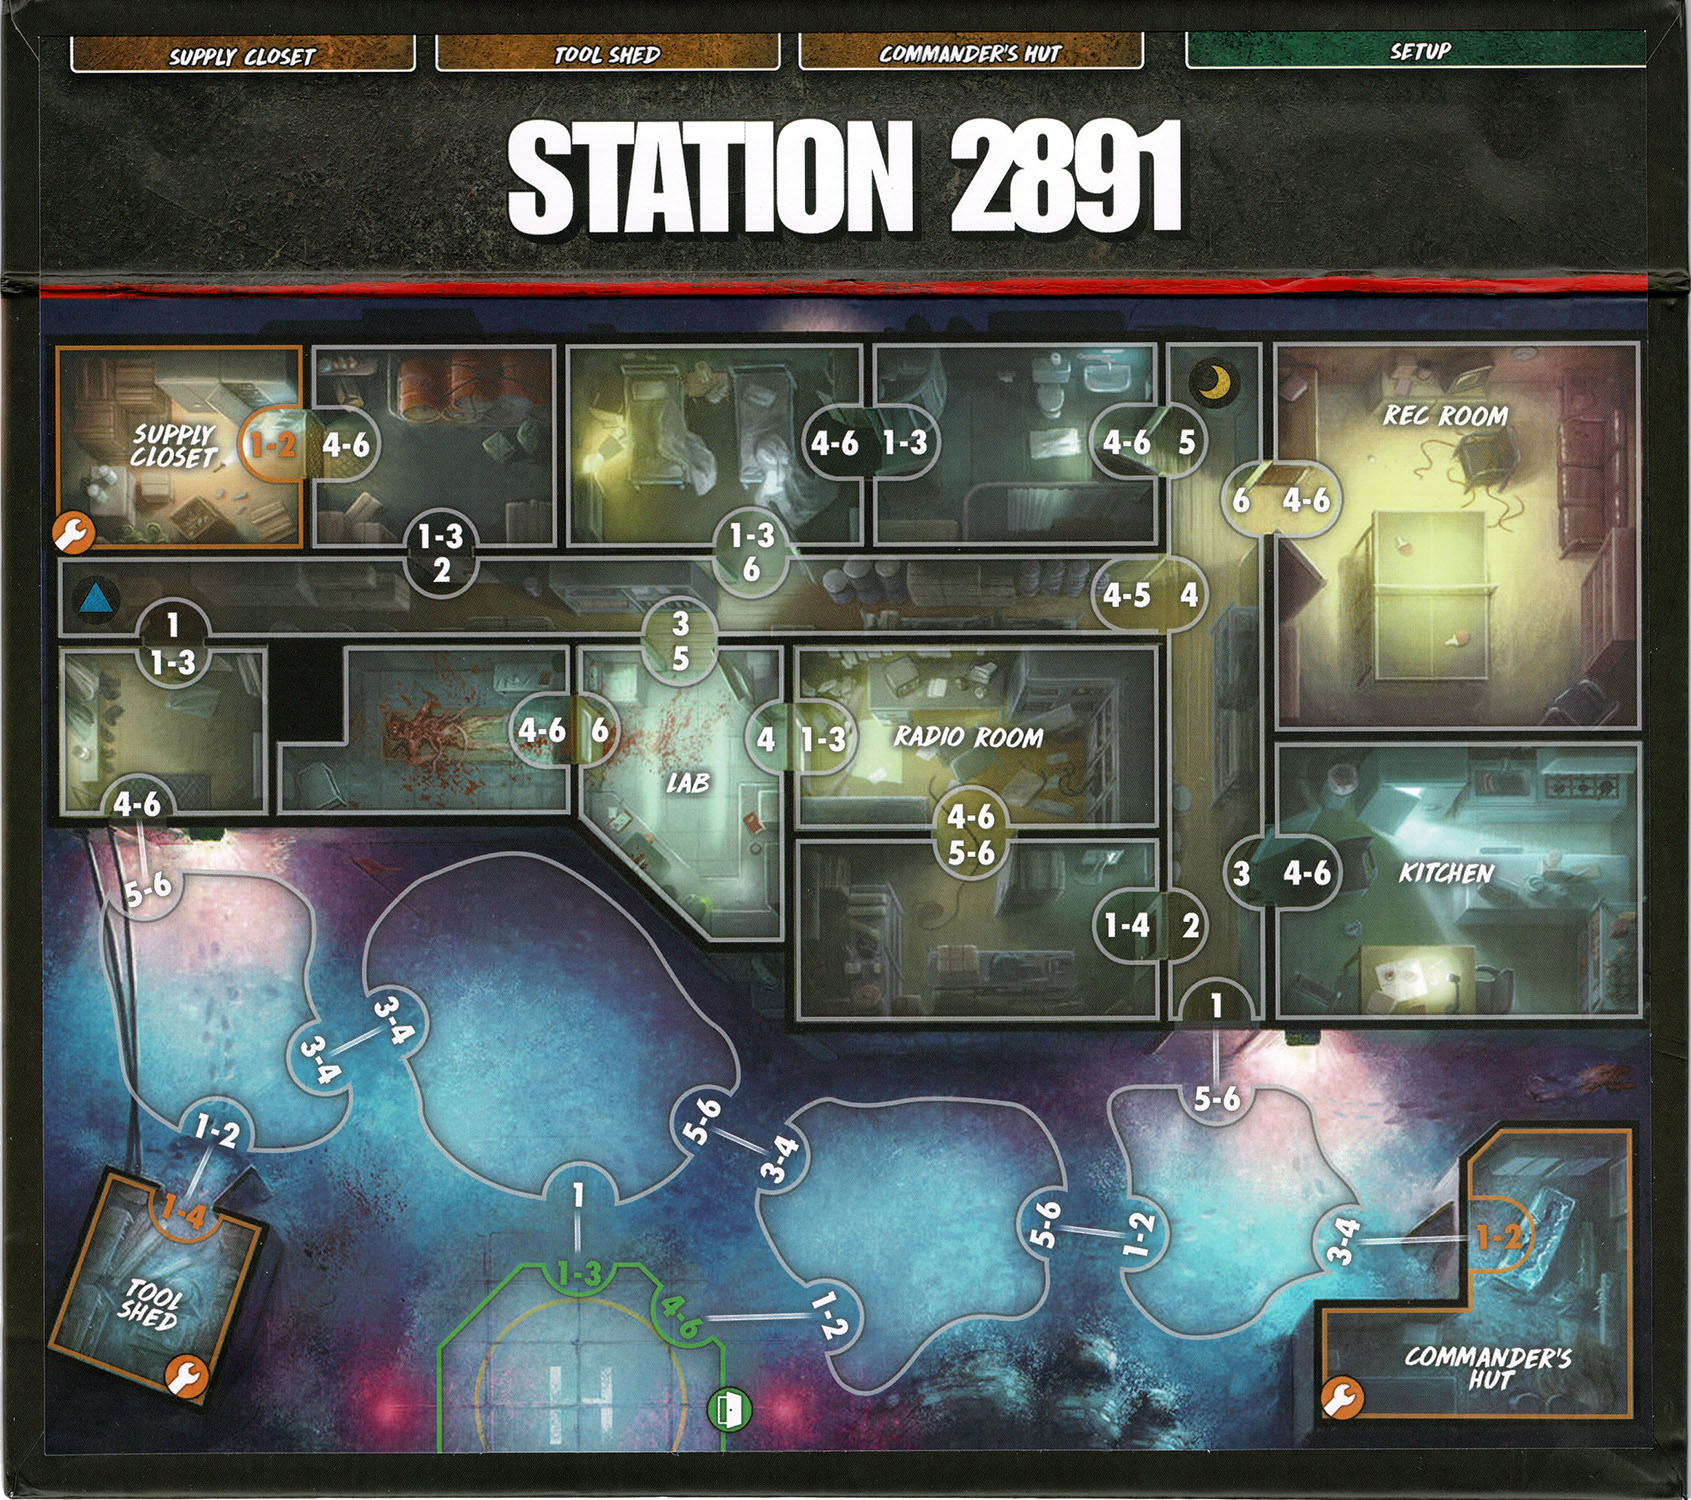 SUPPLY CLOSET
TOOL SHED
COMMANDER'S HUT
SETUP
STATION 2891
SUPPLY
CLOSET
1-2
4-6
4-6
1-3
4-6
5
REC ROOM
6
4-6
1-3
2
1-3
6
4-5
4
1
1-3
3
5
4-6
6
4
1-3
RADIO ROOM
LAB
4-6
5-6
4-6
5-6
3
4-6
KITCHEN
1-4
2
1
3-4
3-4
1-2
5-6
3-4
5-6
1-4
1
1-3
4-6
1-2
5-6
1-2
3-4
1-2
TOOL
SHED
H
COMMANDER'S
HUT